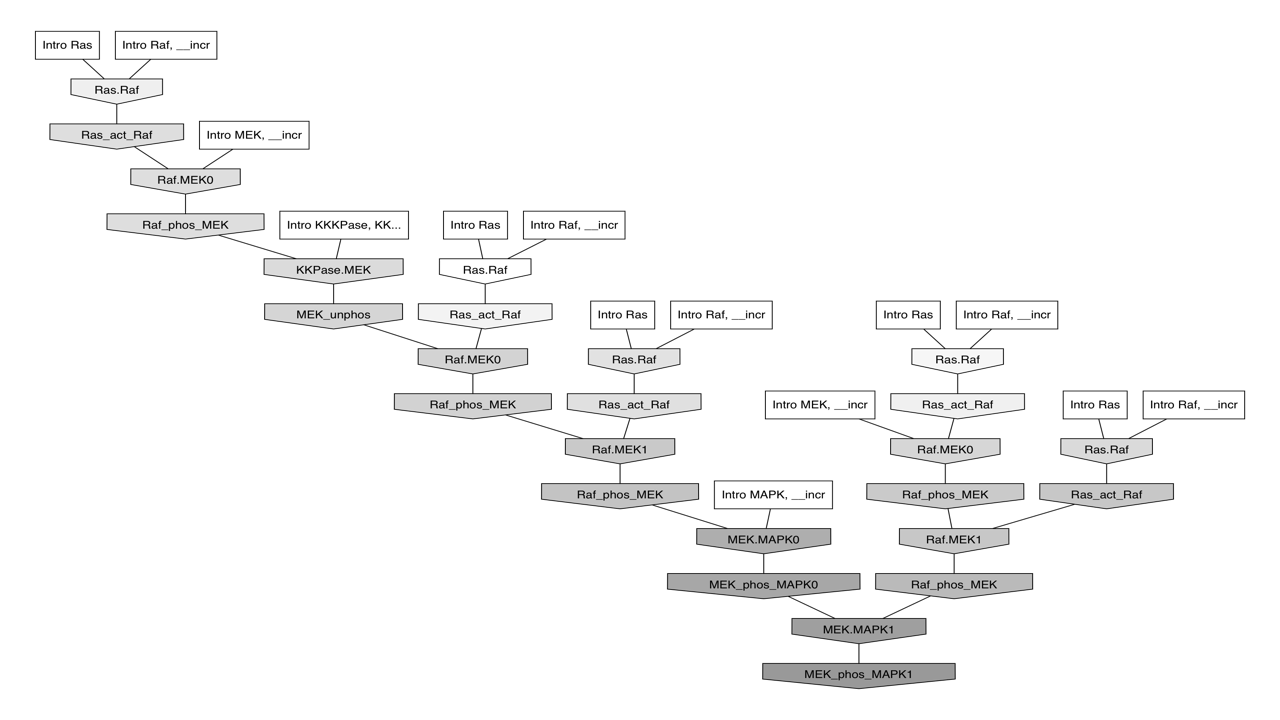 Intro Ras
Intro Raf, __incr
Ras.Raf
Ras_act_Raf
Intro MEK, __incr
Raf.MEK0
Raf_phos_MEK
Intro KKKPase, KK...
Intro Ras
Intro Raf, __incr
KKPase.MEK
Ras.Raf
MEK_unphos
Ras_act_Raf
Intro Ras
Intro Raf, __incr
Intro Ras
Intro Raf, __incr
Raf.MEK0
Ras.Raf
Ras.Raf
Raf_phos_MEK
Ras_act_Raf
Intro MEK, __incr
Ras_act_Raf
Intro Ras
Intro Raf, __incr
Raf.MEK1
Raf.MEK0
Ras.Raf
Raf_phos_MEK
Intro MAPK, __incr
Raf_phos_MEK
Ras_act_Raf
MEK.MAPK0
Raf.MEK1
MEK_phos_MAPK0
Raf_phos_MEK
MEK.MAPK1
MEK_phos_MAPK1